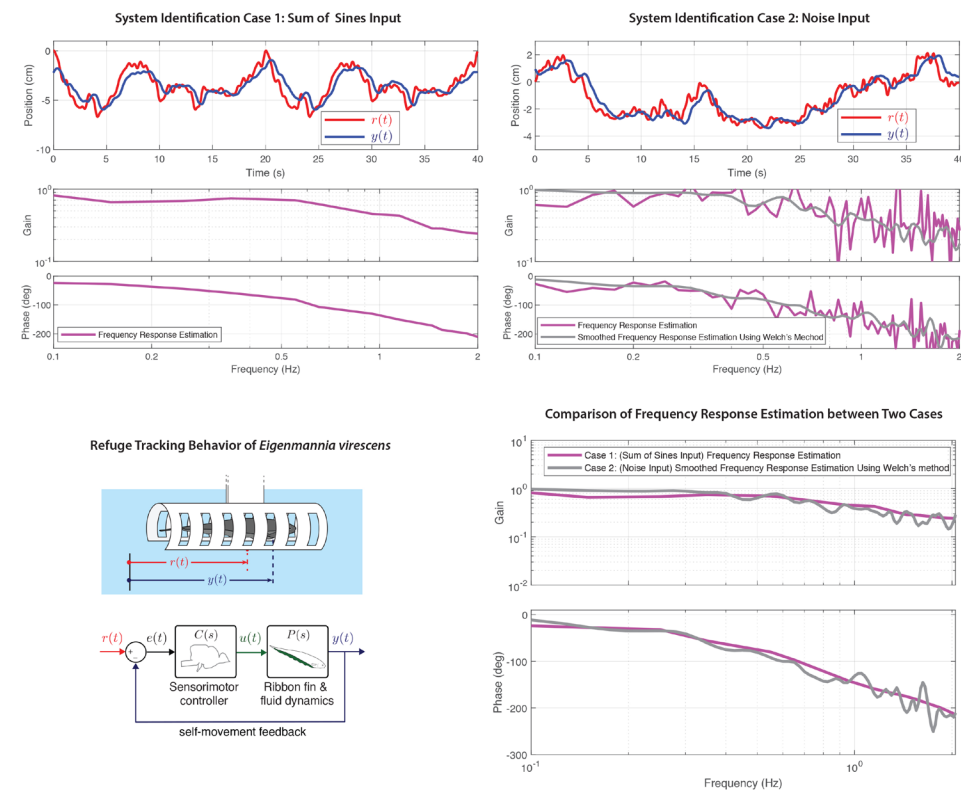 System Identification Case 1: Sum of Sines Input
0
-5
-10
Position (cm)
r(t)
y(t)
0 5 10 15 20 25 30 35 40
Time (s)
10^0
10^-1
Gain
0
-100
-200
Phase (deg)
Frequency Response Estimation
0.1 0.2 0.5 1 2
Frequency (Hz)
System Identification Case 2: Noise Input
2
0
-2
-4
Position (cm)
r(t)
y(t)
0 5 10 15 20 25 30 35 40
Time (s)
10^0
10^-1
Gain
0
-100
-200
Phase (deg)
Frequency Response Estimation
Smoothed Frequency Response Estimation Using Welch's Mechod
0.1 0.2 0.5 1 2
Frequency (Hz)
Refuge Tracking Behavior of Eigenmannia virescens
r(t)
y(t)
r(t) e(t) C(s) u(t) P(s) y(t)
+
−
Sensorimotor
controller
Ribbon fin &
fluid dynamics
self-movement feedback
Comparison of Frequency Response Estimation between Two Cases
10^1
10^0
10^-1
10^-2
Gain
Case 1: (Sum of Sines Input) Frequency Response Estimation
Case 2: (Noise Input) Smoothed Frequency Response Estimation Using Welch's method
0
-100
-200
-300
Phase (deg)
10^-1 10^0
Frequency (Hz)